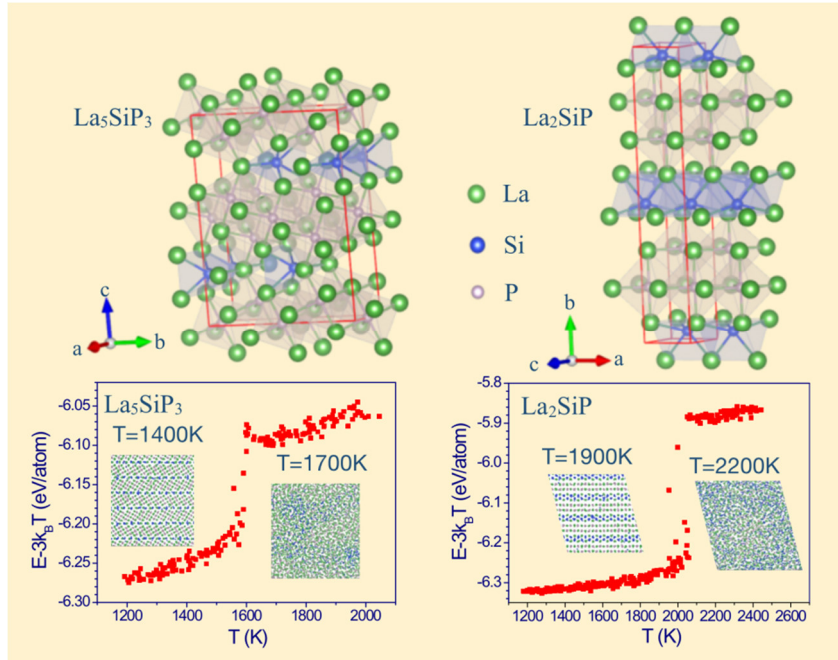 La₅SiP₃
La₂SiP
La
Si
P
c
a
b
b
c
a
La₅SiP₃
T=1400K
T=1700K
-6.05
-6.10
-6.15
-6.20
-6.25
-6.30
E-3k_BT (eV/atom)
1200 1400 1600 1800 2000
T (K)
La₂SiP
T=1900K
T=2200K
-5.8
-5.9
-6.0
-6.1
-6.2
-6.3
E-3k_BT (eV/atom)
1200 1400 1600 1800 2000 2200 2400 2600
T (K)